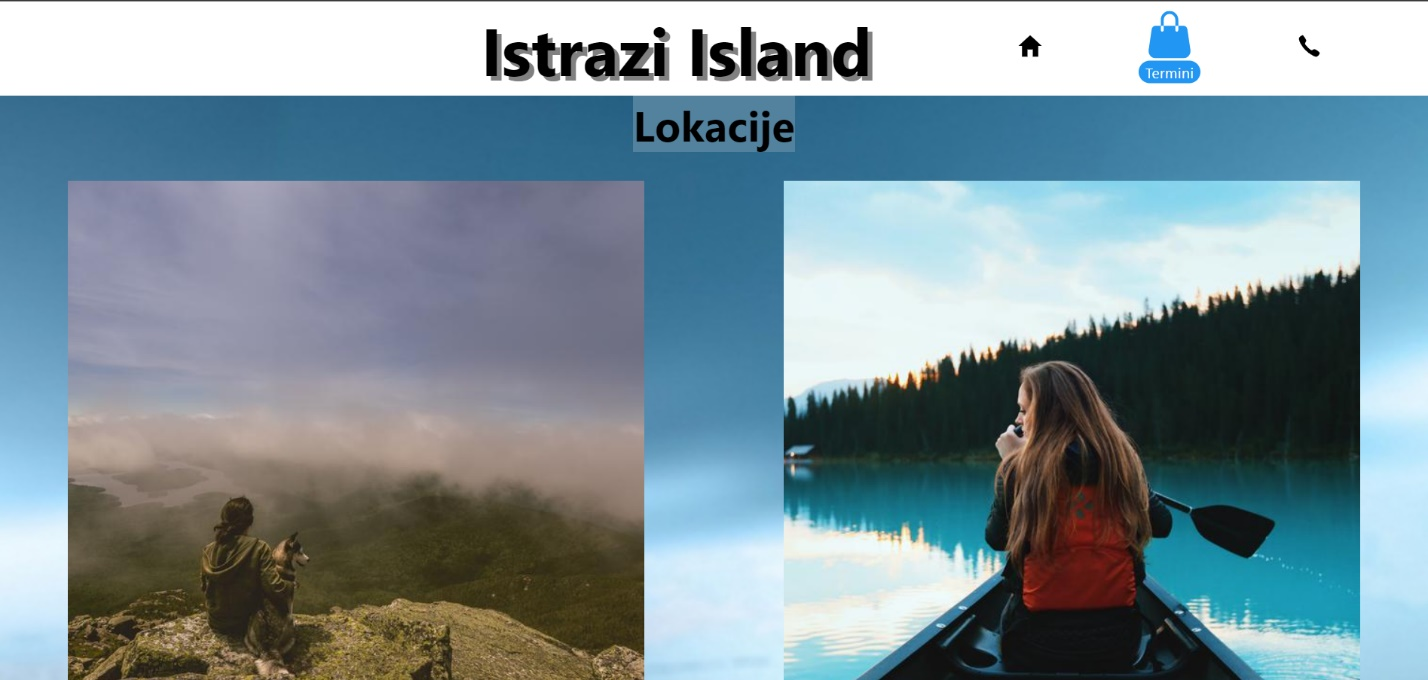 Istrazi Island
Termini
Lokacije